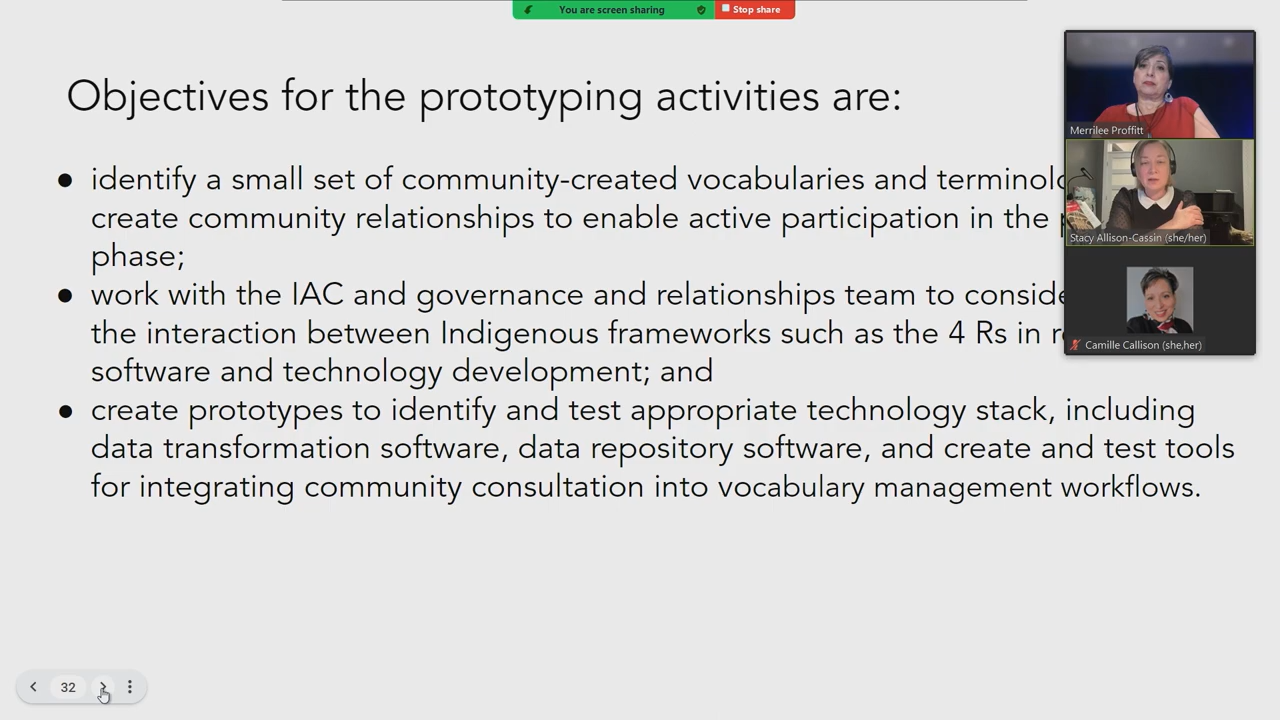 You are screen sharing
Stop share
Objectives for the prototyping activities are:
Merrilee Proffitt
Stacy Allison-Cassin (she/her)
Camille Callison (she,her)
● identify a small set of community-created vocabularies and
create community relationships to enable active participation in the
phase;
● work with the IAC and governance and relationships team to
the interaction between Indigenous frameworks such as the 4 Rs in
software and technology development; and
● create prototypes to identify and test appropriate technology stack, including
data transformation software, data repository software, and create and test tools
for integrating community consultation into vocabulary management workflows.
32